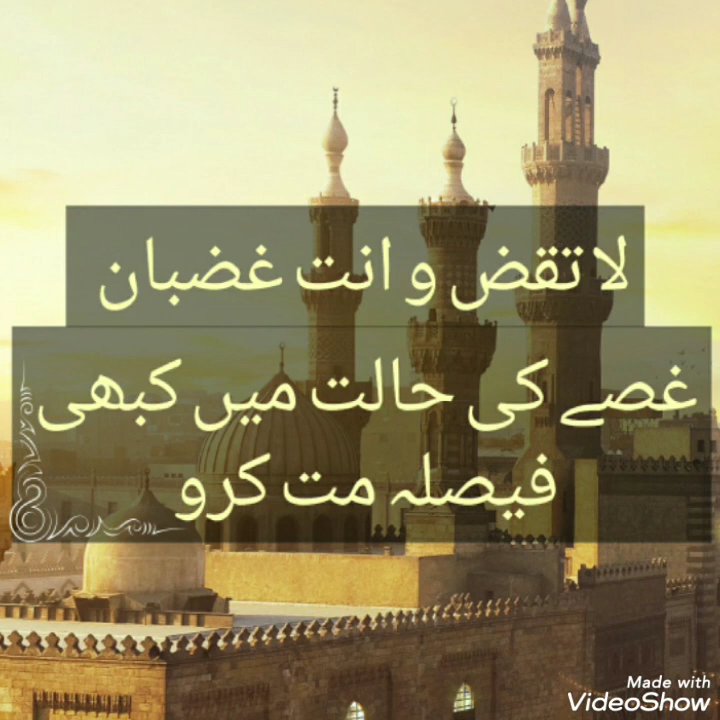 لا تقض و انت غضبان
غصے کی حالت میں کبھی
فیصلہ مت کرو
Made with
VideoShow